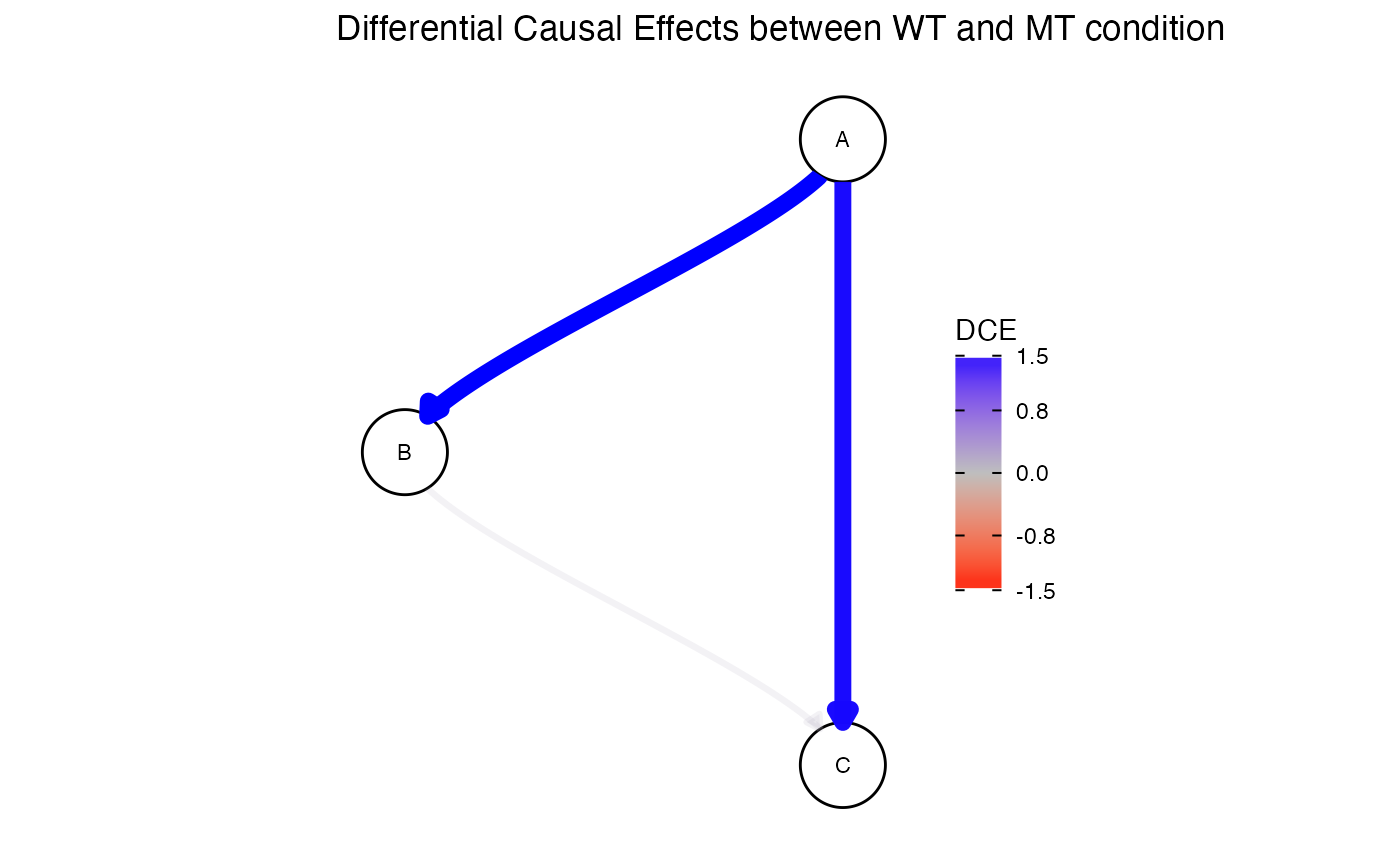 Differential Causal Effects between WT and MT condition
A
DCE
1.5
0.8
B
0.0
-0.8
-1.5
C